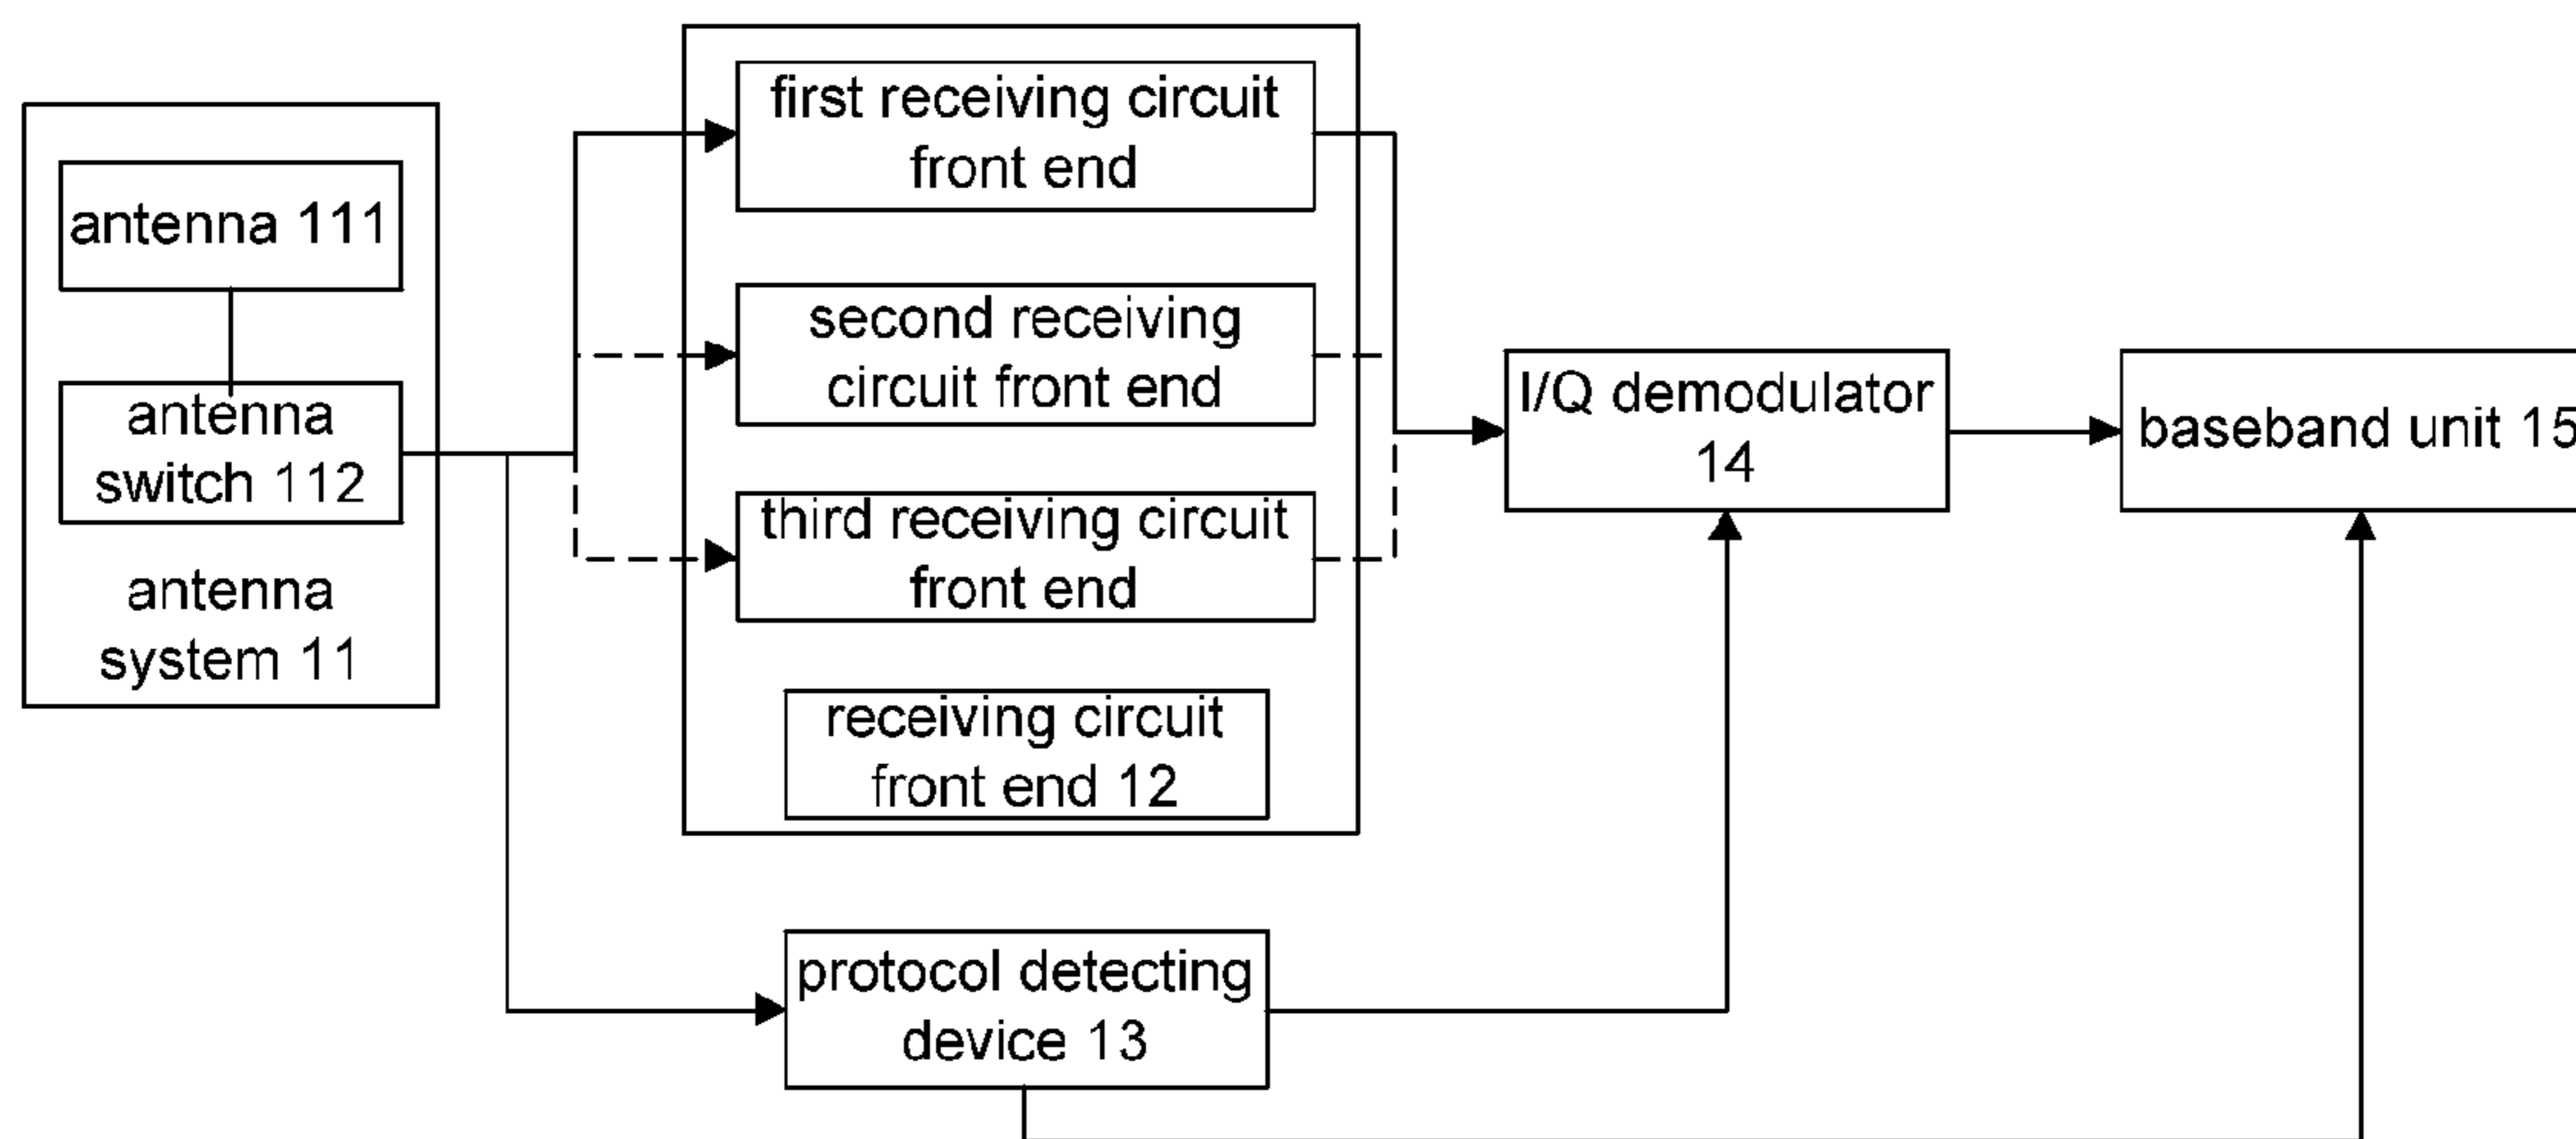 antenna 111
antenna
switch 112
antenna
system 11
first receiving circuit
front end
second receiving
circuit front end
third receiving circuit
front end
receiving circuit
front end 12
protocol detecting
device 13
I/Q demodulator
14
baseband unit 15